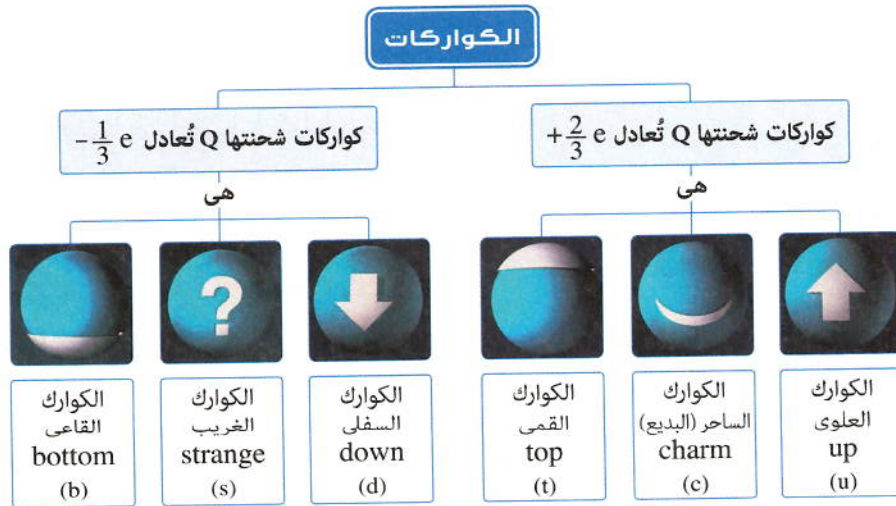 الكواركات
كواركات شحنتها Q تُعادل +2/3 e
هى
الكوارك
العلوى
up
(u)
الكوارك
الساحر (البديع)
charm
(c)
الكوارك
القمى
top
(t)
كواركات شحنتها Q تُعادل −1/3 e
هى
الكوارك
السفلى
down
(d)
?
الكوارك
الغريب
strange
(s)
الكوارك
القاعى
bottom
(b)